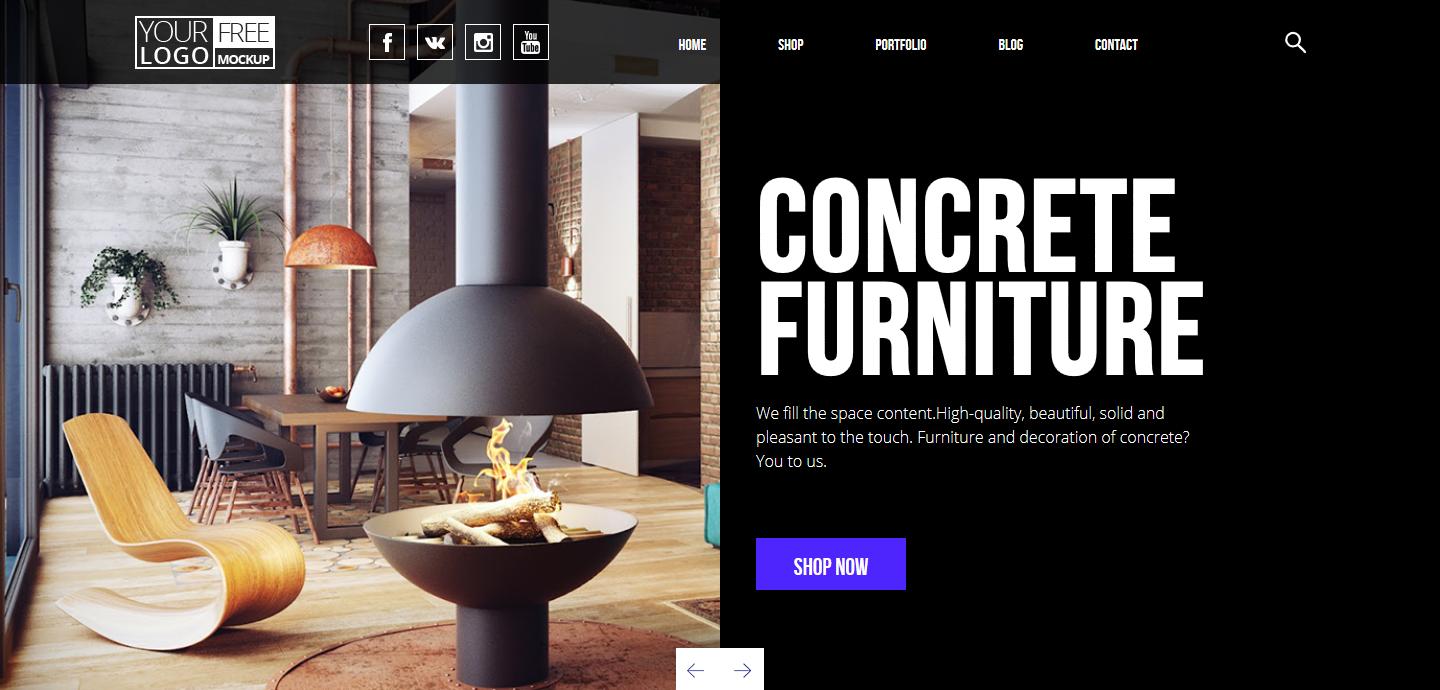 YOUR FREE
LOGO MOCKUP
You
Tube
HOME SHOP PORTFOLIO BLOG CONTACT
CONCRETE
FURNITURE
We fill the space content.High-quality, beautiful, solid and
pleasant to the touch. Furniture and decoration of concrete?
You to us.
SHOP NOW